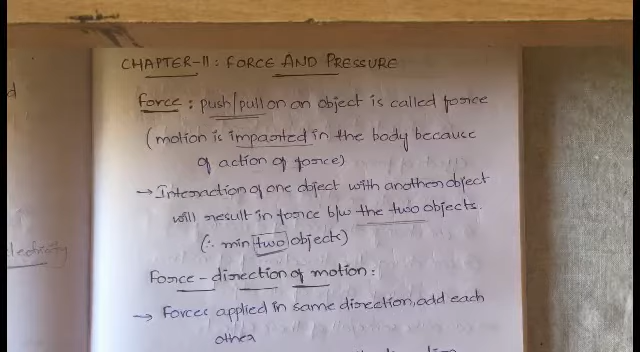 CHAPTER-11: FORCE AND PRESSURE
Force: push/pull on an object is called force
(motion is imparted in the body because
of action of force)
→ Interaction of one object with another object
will result in force b/w the two objects.
(∴ min two objects)
Force - direction of motion:
→ Forces applied in same direction, add each
other